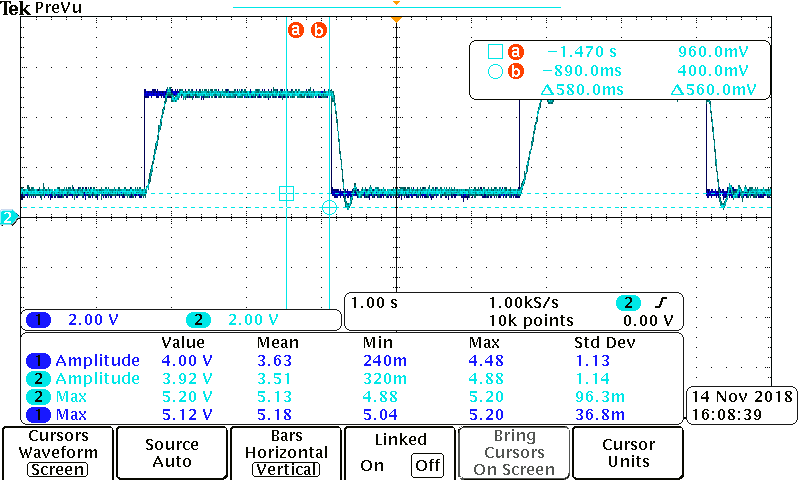 Tek PreVu
a b
a −1.470 s 960.0mV
b −890.0ms 400.0mV
Δ580.0ms Δ560.0mV
2
1 2.00 V 2 2.00 V
1.00 s 1.00kS/s 2
10k points 0.00 V
Value Mean Min Max Std Dev
1 Amplitude 4.00 V 3.63 240m 4.48 1.13
2 Amplitude 3.92 V 3.51 320m 4.88 1.14
2 Max 5.20 V 5.13 4.88 5.20 96.3m
1 Max 5.12 V 5.18 5.04 5.20 36.8m
14 Nov 2018
16:08:39
Cursors
Waveform
Screen
Source
Auto
Bars
Horizontal
Vertical
Linked
On Off
Bring
Cursors
On Screen
Cursor
Units